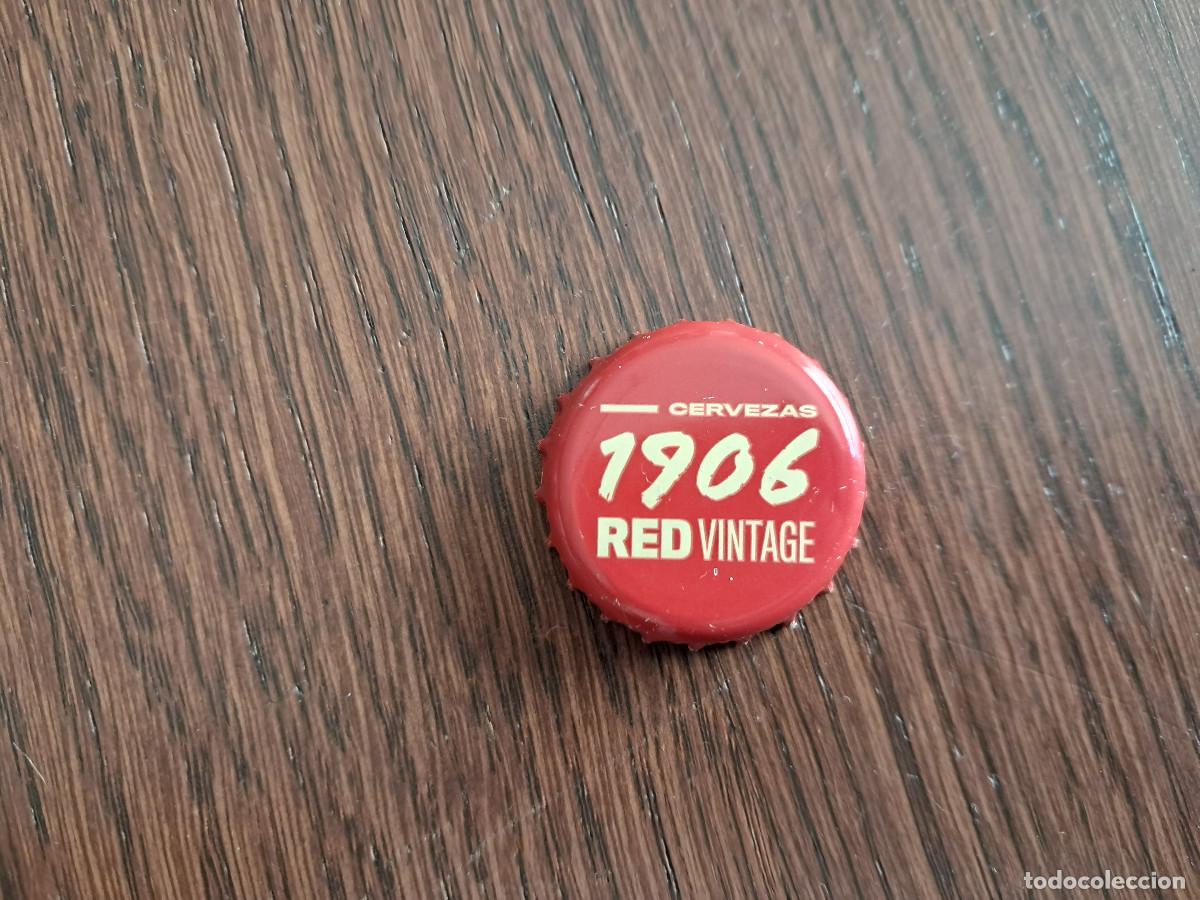 CERVEZAS
1906
RED VINTAGE
todocoleccion